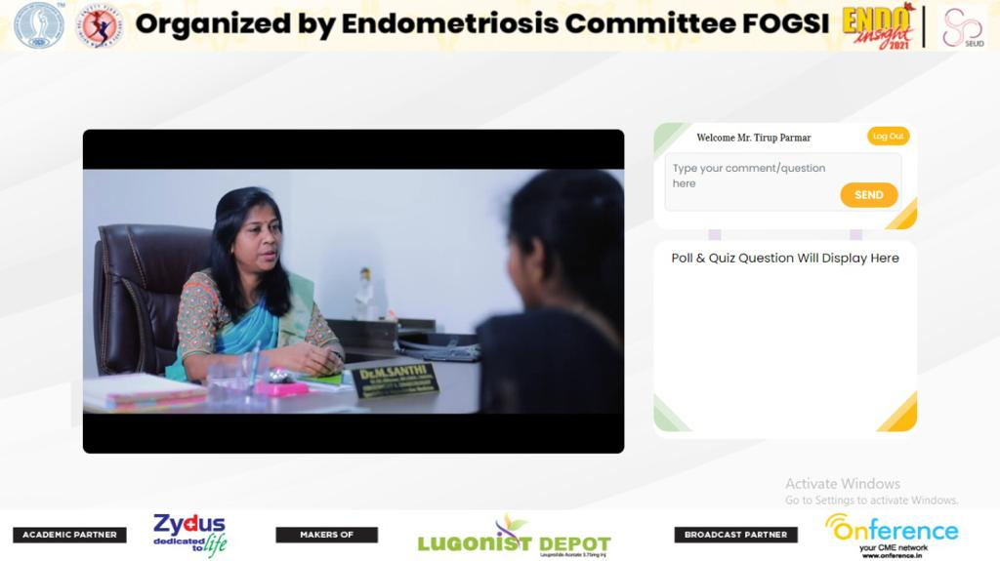 Organized by Endometriosis Committee FOGSI
TM
ENDO
insight
2021
SEUD
Welcome Mr. Tirup Parmar
Log Out
Type your comment/question
here
SEND
Poll & Quiz Question Will Display Here
Dr.M.SANTHI
Activate Windows
Go to Settings to activate Windows.
ACADEMIC PARTNER
Zydus
dedicated
to life
MAKERS OF
LUGONIST DEPOT
Leuprolide Acetate 3.75mg Inj
BROADCAST PARTNER
Onference
your CME network
www.onference.in